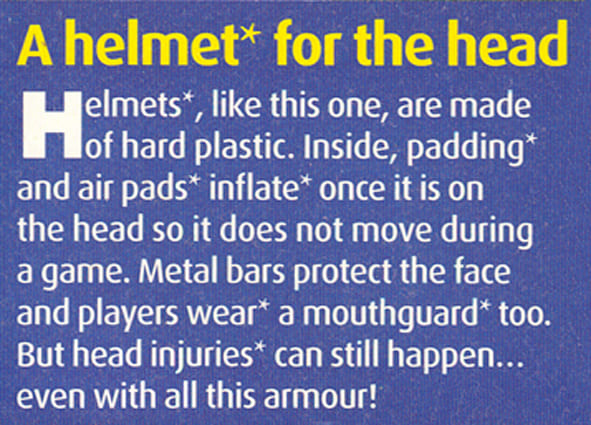 A helmet* for the head
Helmets*, like this one, are made
of hard plastic. Inside, padding*
and air pads* inflate* once it is on
the head so it does not move during
a game. Metal bars protect the face
and players wear* a mouthguard* too.
But head injuries* can still happen...
even with all this armour!